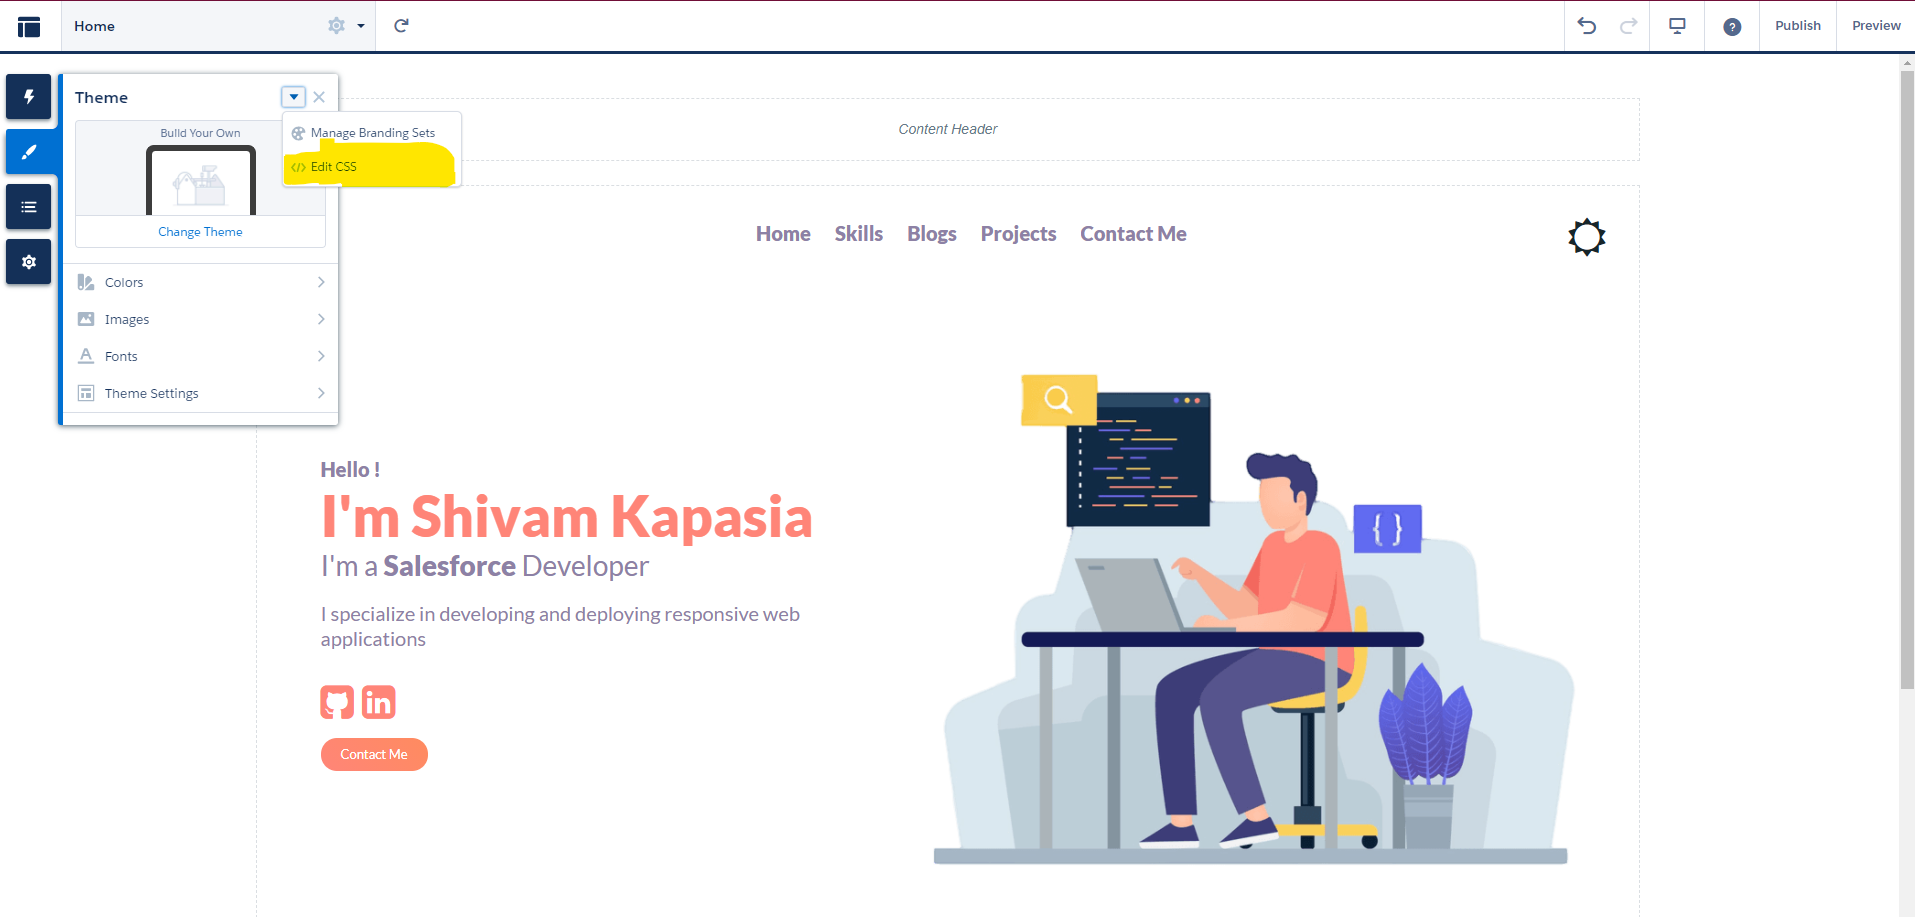 Home
Publish
Preview
Theme
Manage Branding Sets
Edit CSS
Build Your Own
Change Theme
Colors
Images
Fonts
Theme Settings
Content Header
Home Skills Blogs Projects Contact Me
Hello !
I'm Shivam Kapasia
I'm a Salesforce Developer
I specialize in developing and deploying responsive web
applications
in
Contact Me
{ }